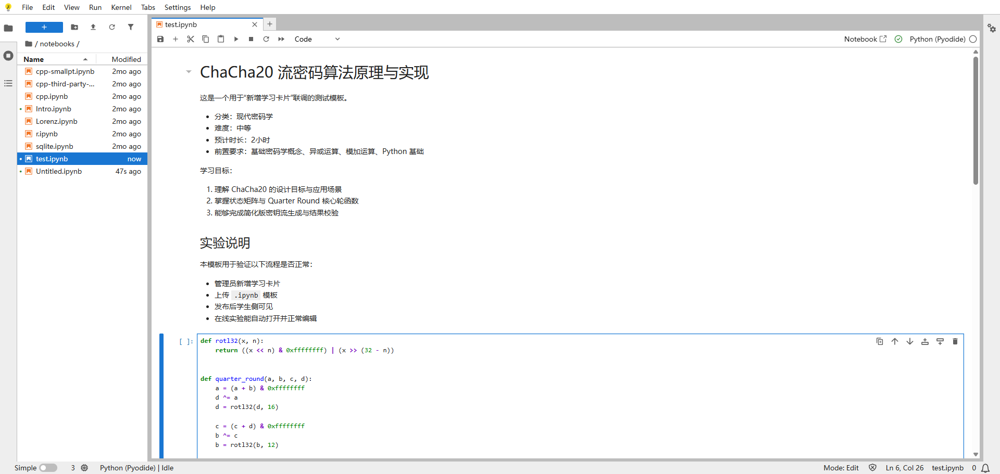 File Edit View Run Kernel Tabs Settings Help
/ notebooks /
Name Modified
cpp-smallpt.ipynb 2mo ago
cpp-third-party-... 2mo ago
cpp.ipynb 2mo ago
Intro.ipynb 2mo ago
Lorenz.ipynb 2mo ago
r.ipynb 2mo ago
sqlite.ipynb 2mo ago
test.ipynb now
Untitled.ipynb 47s ago
test.ipynb
Code
Notebook Python (Pyodide)
ChaCha20 流密码算法原理与实现
这是一个用于“新增学习卡片”联调的测试模板。
• 分类：现代密码学
• 难度：中等
• 预计时长：2小时
• 前置要求：基础密码学概念、异或运算、模加运算、Python 基础
学习目标：
1. 理解 ChaCha20 的设计目标与应用场景
2. 掌握状态矩阵与 Quarter Round 核心轮函数
3. 能够完成简化版密钥流生成与结果校验
实验说明
本模板用于验证以下流程是否正常：
• 管理员新增学习卡片
• 上传 .ipynb 模板
• 发布后学生侧可见
• 在线实验能自动打开并正常编辑
[ ]:
def rotl32(x, n):
    return ((x << n) & 0xffffffff) | (x >> (32 - n))
def quarter_round(a, b, c, d):
    a = (a + b) & 0xffffffff
    d ^= a
    d = rotl32(d, 16)
    c = (c + d) & 0xffffffff
    b ^= c
    b = rotl32(b, 12)
Simple 3 Python (Pyodide) | Idle
Mode: Edit Ln 6, Col 26 test.ipynb 0